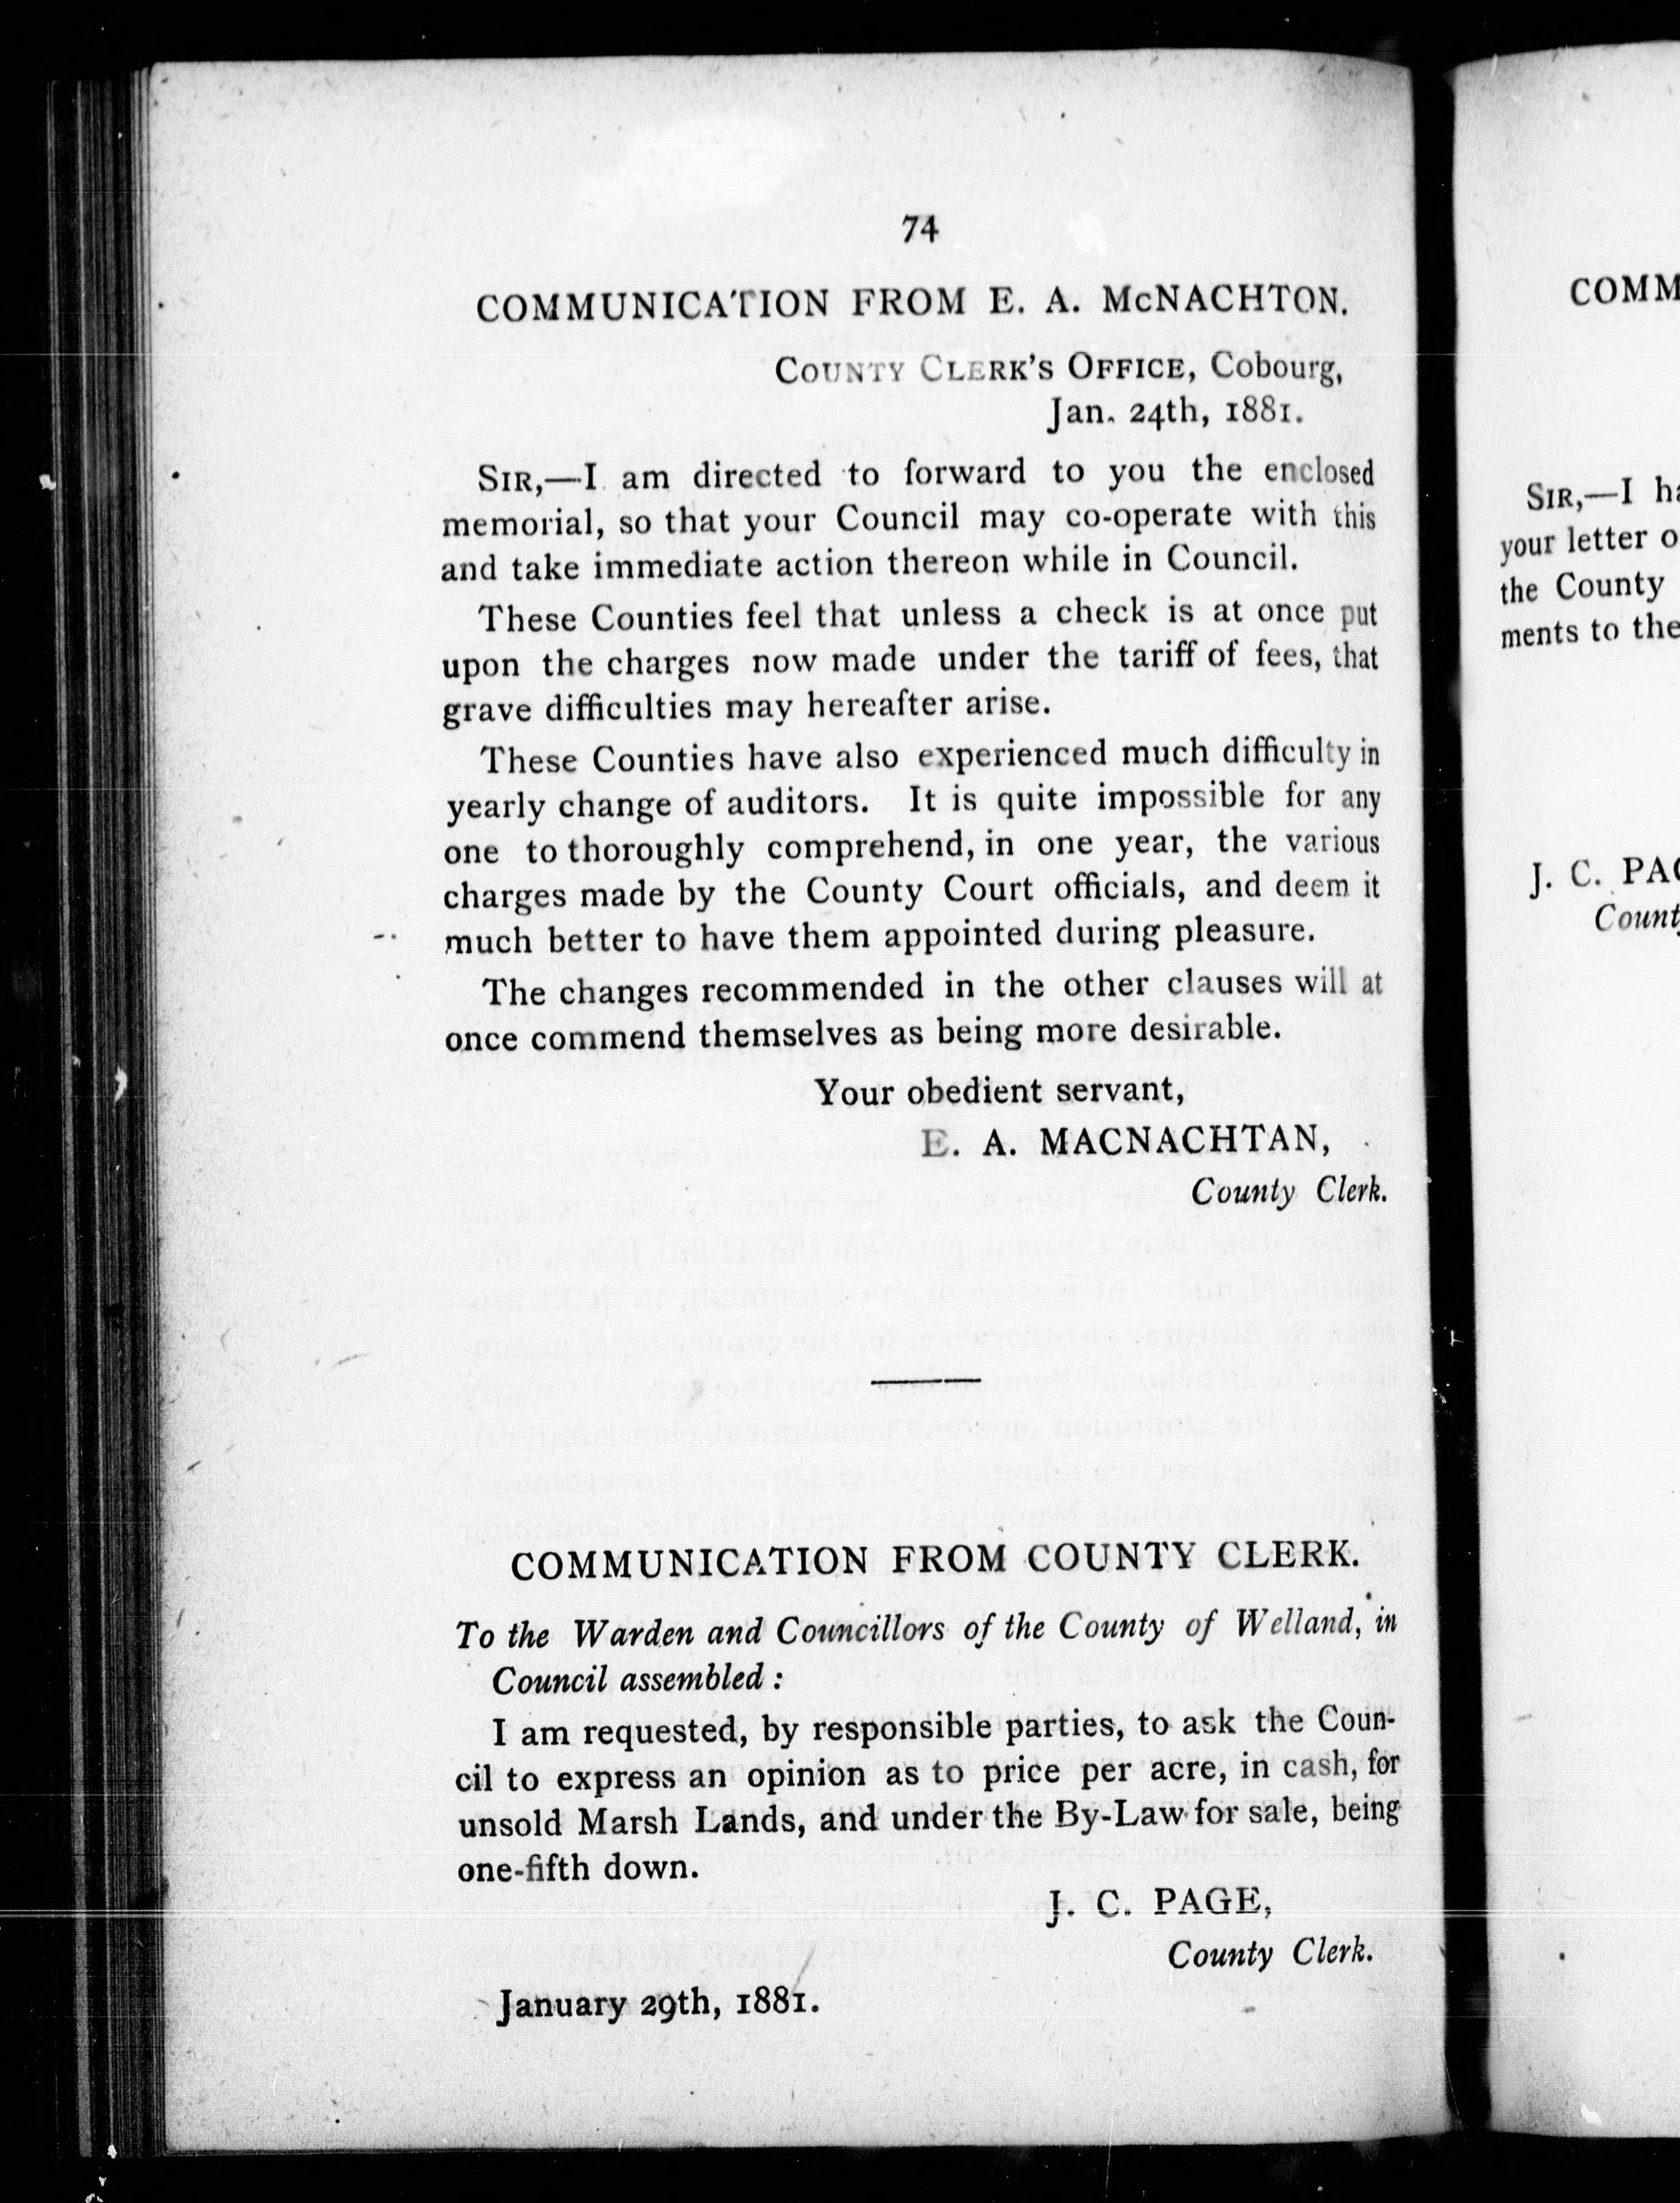 74
COMMUNICATION FROM E. A. McNACHTON.
COUNTY CLERK'S OFFICE, Cobourg,
Jan. 24th, 1881.
SIR,—I am directed to forward to you the enclosed
memorial, so that your Council may co-operate with this
and take immediate action thereon while in Council.
These Counties feel that unless a check is at once put
upon the charges now made under the tariff of fees, that
grave difficulties may hereafter arise.
These Counties have also experienced much difficulty in
yearly change of auditors. It is quite impossible for any
one to thoroughly comprehend, in one year, the various
charges made by the County Court officials, and deem it
much better to have them appointed during pleasure.
The changes recommended in the other clauses will at
once commend themselves as being more desirable.
Your obedient servant,
E. A. MACNACHTAN,
County Clerk.
COMMUNICATION FROM COUNTY CLERK.
To the Warden and Councillors of the County of Welland, in
Council assembled :
I am requested, by responsible parties, to ask the Coun-
cil to express an opinion as to price per acre, in cash, for
unsold Marsh Lands, and under the By-Law for sale, being
one-fifth down.
J. C. PAGE,
County Clerk.
January 29th, 1881.
COMM
SIR,—I ha
your letter o
the County
ments to the
J. C. PAG
County